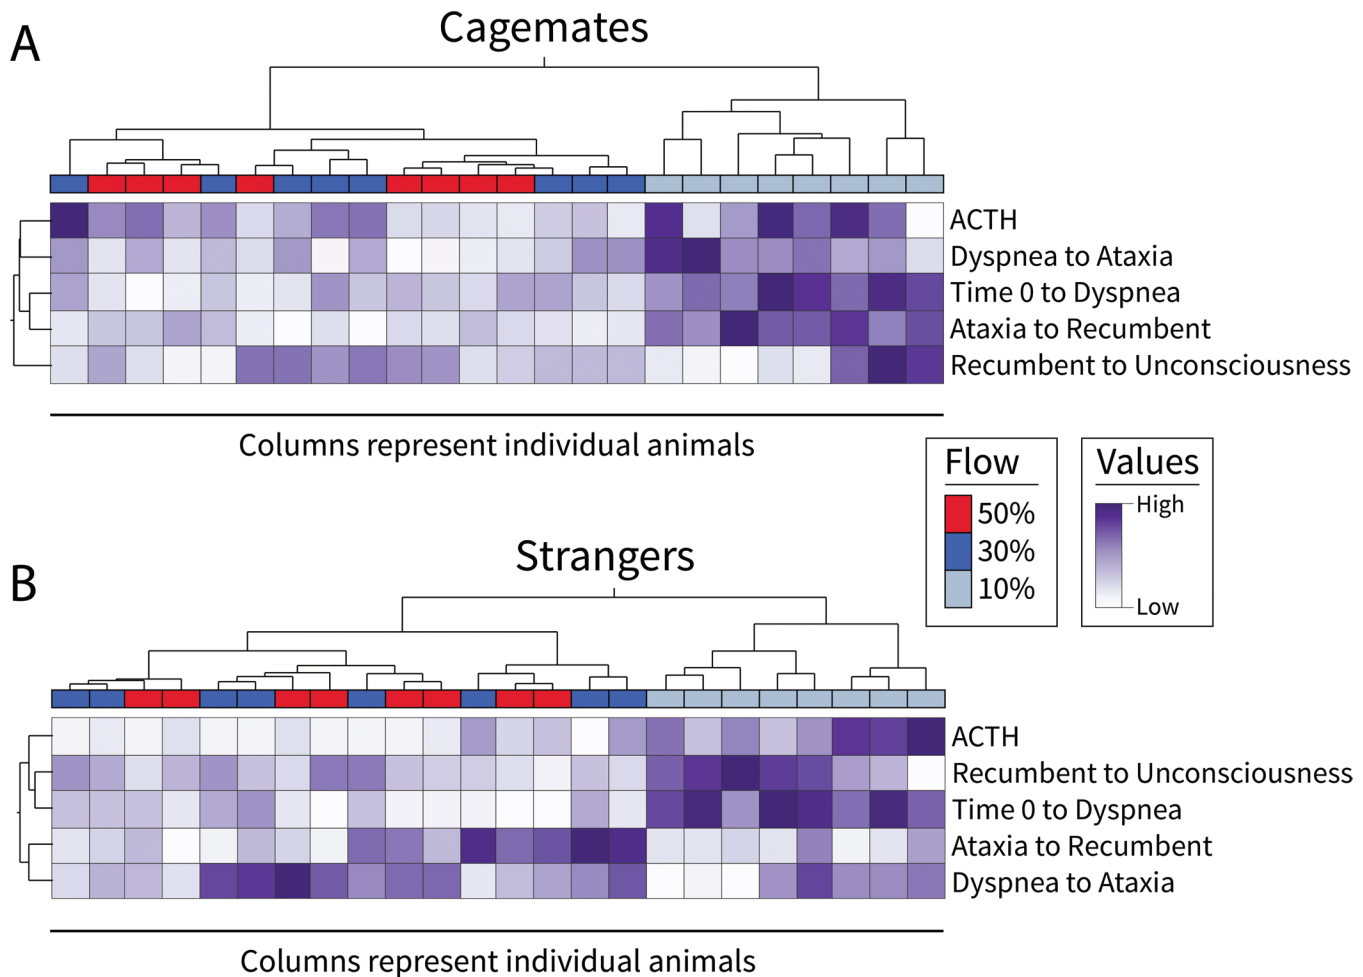 A
Cagemates
ACTH
Dyspnea to Ataxia
Time 0 to Dyspnea
Ataxia to Recumbent
Recumbent to Unconsciousness
Columns represent individual animals
Flow
50%
30%
10%
Values
High
Low
B
Strangers
ACTH
Recumbent to Unconsciousness
Time 0 to Dyspnea
Ataxia to Recumbent
Dyspnea to Ataxia
Columns represent individual animals